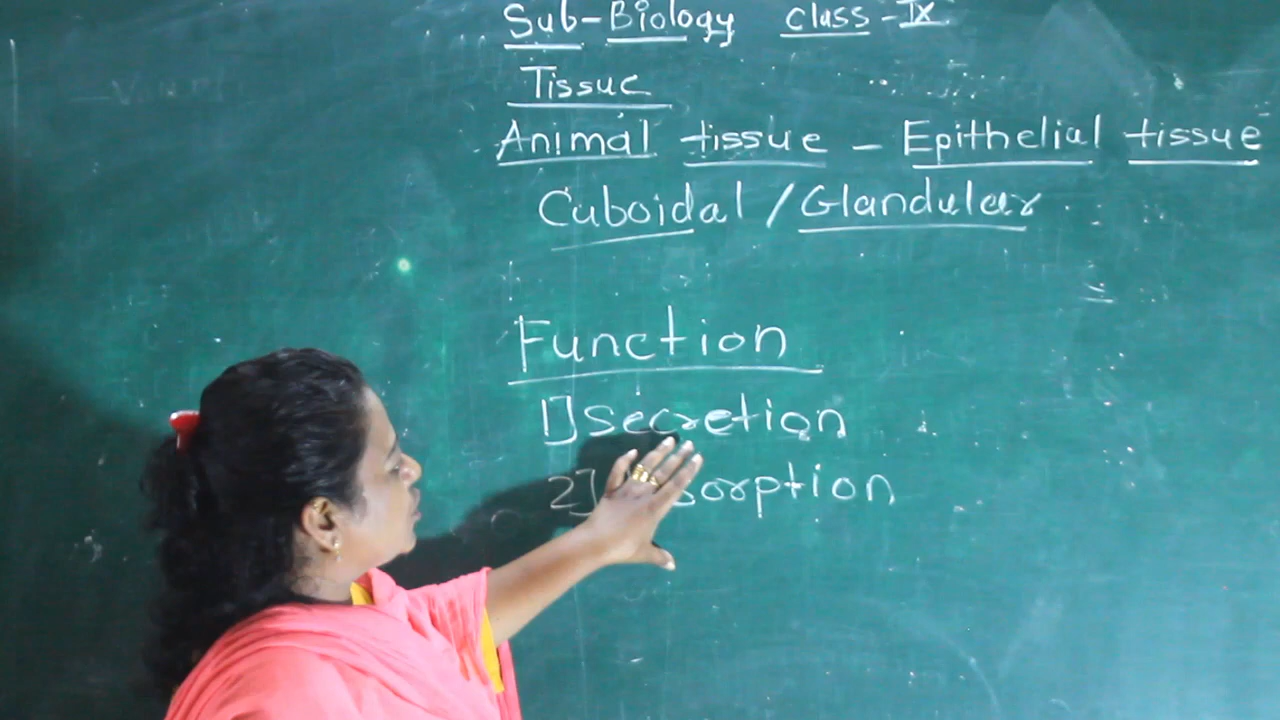 Sub-Biology class-IX
Tissue
Animal tissue - Epithelial tissue
Cuboidal / Glandular
Function
1] Secretion
2]